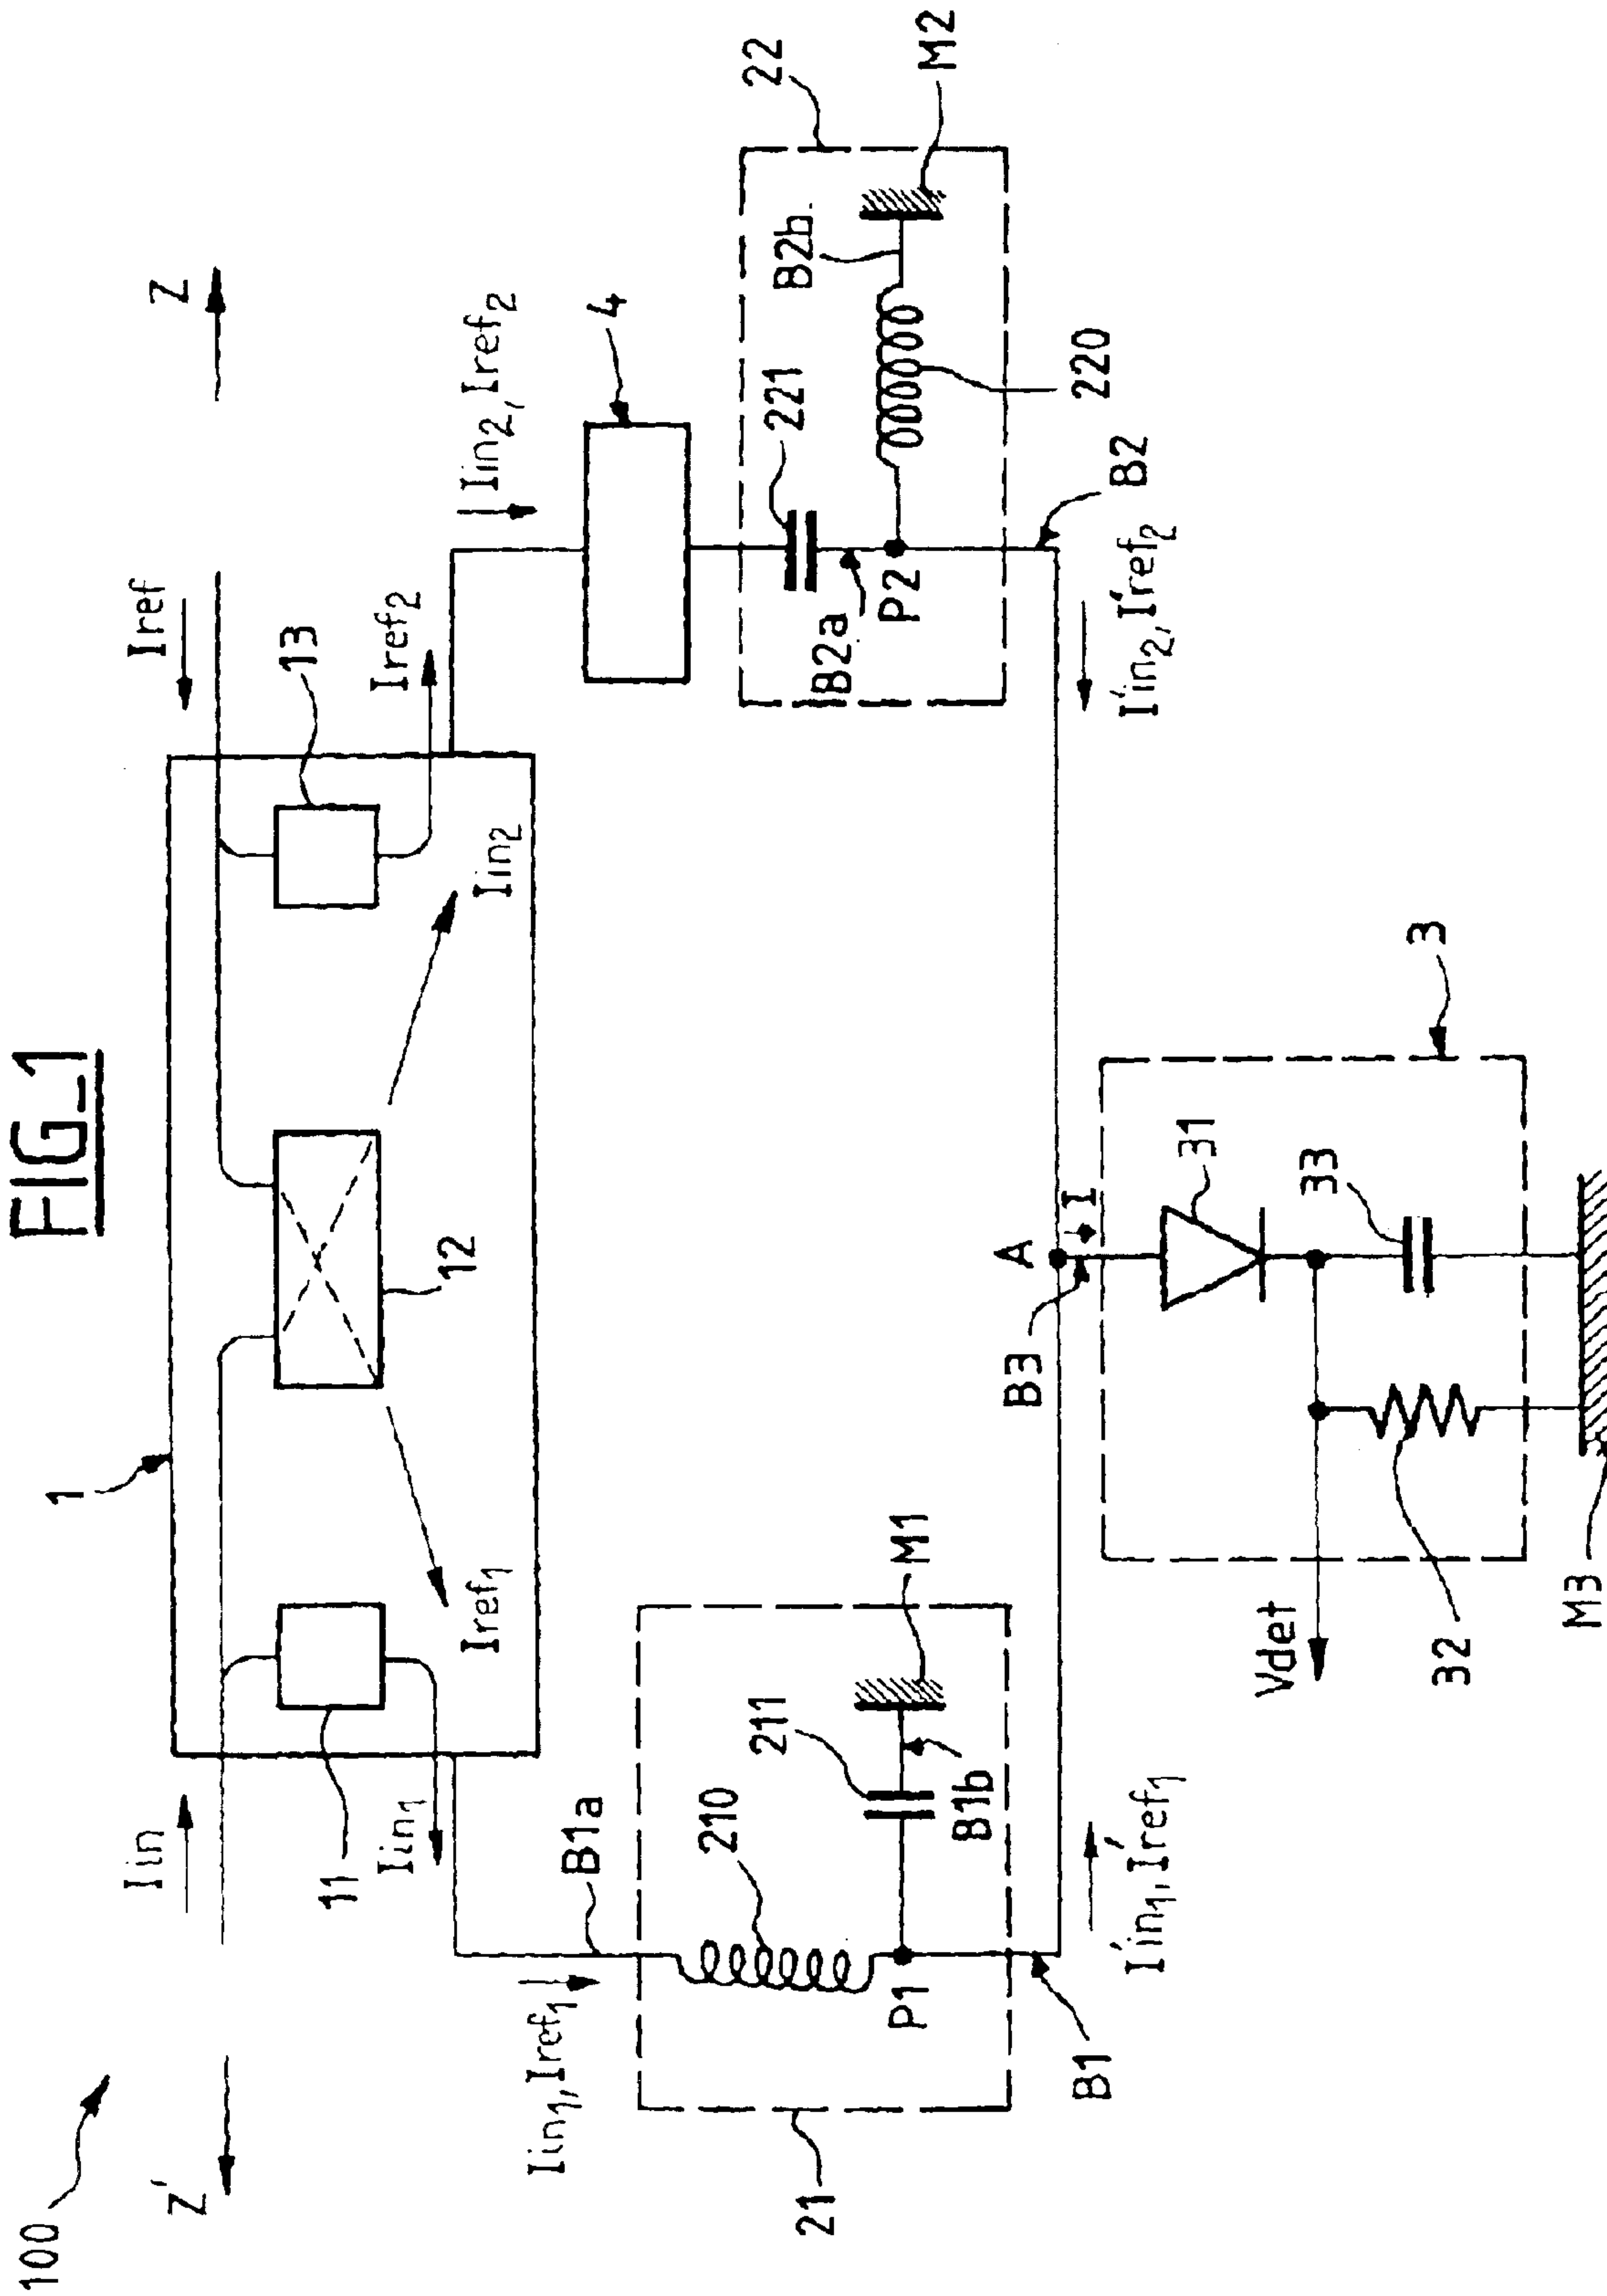 FIG_1
100
Z'
Z
1
Iin
Iref
11
12
13
Iin1
Iref1
Iin2
Iref2
B1a
Iin1, Iref1
Iin2, Iref2
4
21
210
211
M1
P1
B1b
22
221
B2b
M2
B2a
P2
220
B1
I'in1, I'ref1
B2
I'in2, I'ref2
A
B3
I
3
31
33
Vdet
32
M3